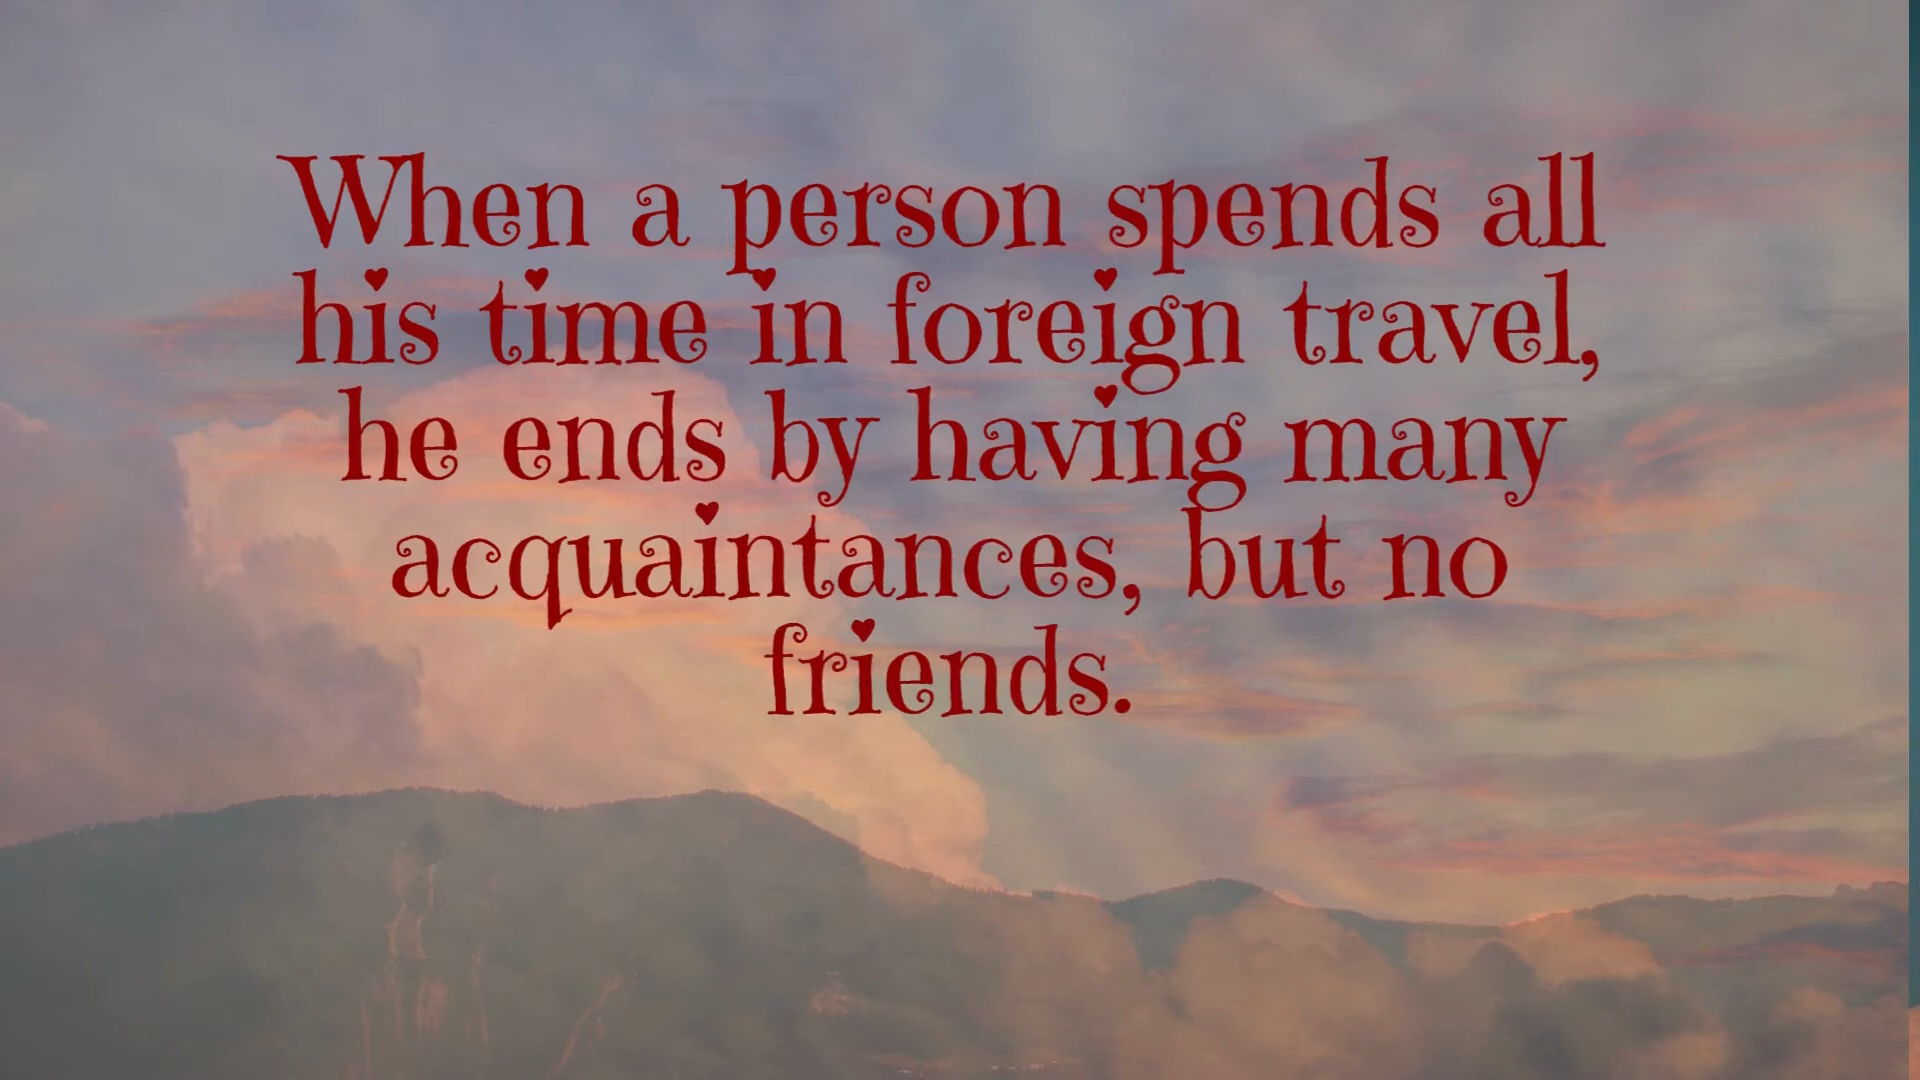 When a person spends all
his time in foreign travel,
he ends by having many
acquaintances, but no
friends.